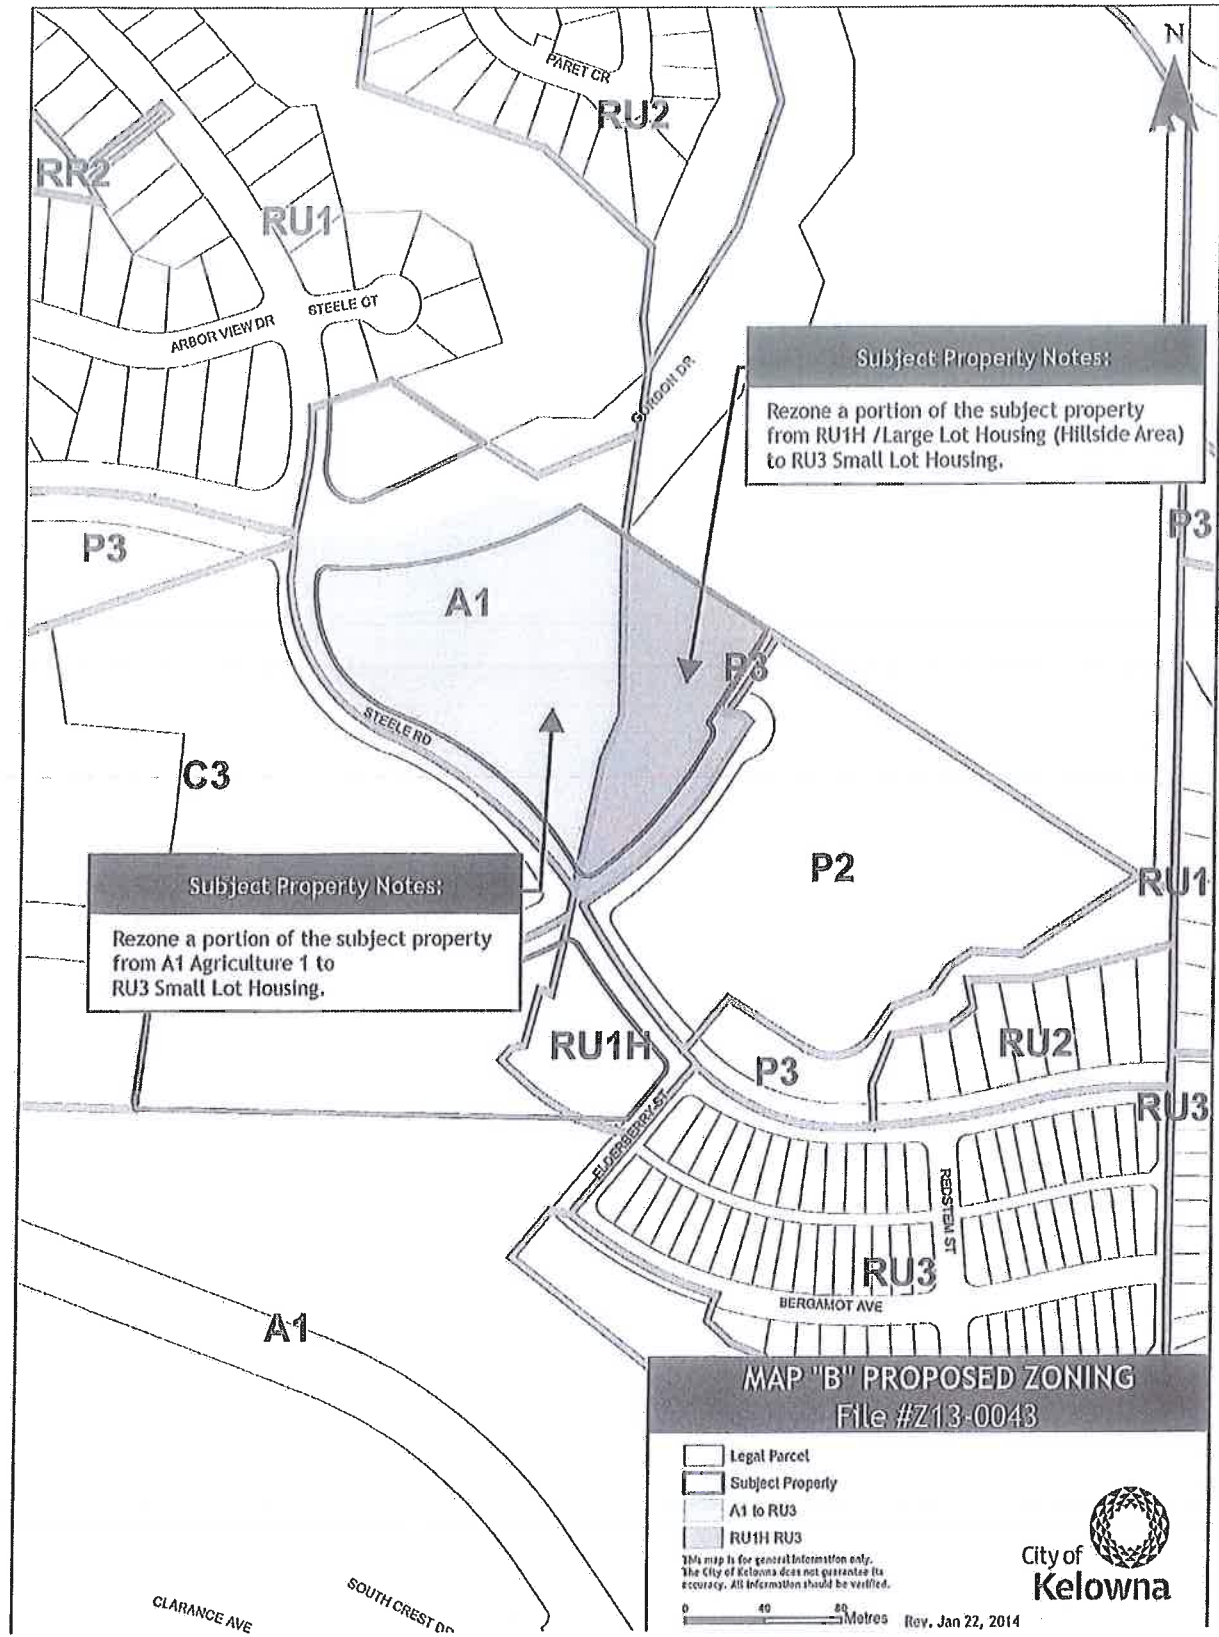 N
PARET CR
RU2
RR2
RU1
STEELE CT
ARBOR VIEW DR
GORDON DR
Subject Property Notes:
Rezone a portion of the subject property
from RU1H /Large Lot Housing (Hillside Area)
to RU3 Small Lot Housing.
P3
P3
A1
P3
STEELE RD
C3
P2
RU1
Subject Property Notes:
Rezone a portion of the subject property
from A1 Agriculture 1 to
RU3 Small Lot Housing.
RU1H
RU2
P3
RU3
ELDERBERRY ST
REDSTEM ST
RU3
BERGAMOT AVE
A1
MAP "B" PROPOSED ZONING
File #Z13-0043
Legal Parcel
Subject Property
A1 to RU3
RU1H RU3
This map is for general information only.
The City of Kelowna does not guarantee its
accuracy. All information should be verified.
0 40 80 Metres
Rev. Jan 22, 2014
City of
Kelowna
CLARANCE AVE
SOUTH CREST DR